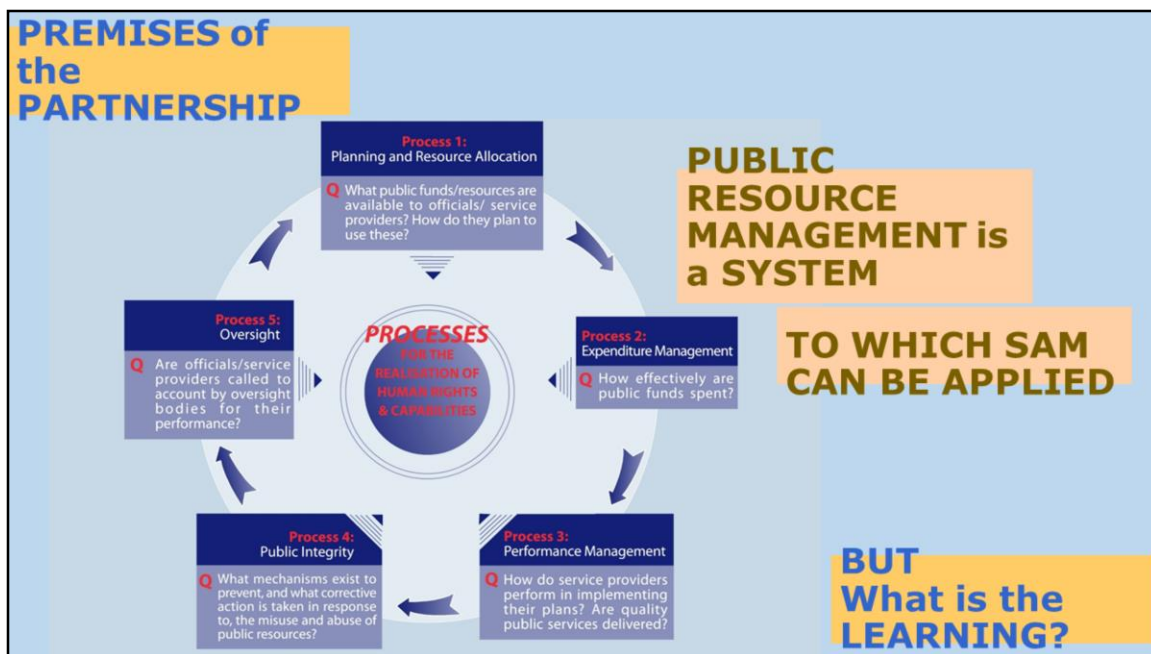 PREMISES of
the
PARTNERSHIP
Process 1:
Planning and Resource Allocation
Q What public funds/resources are
available to officials/ service
providers? How do they plan to
use these?
PUBLIC
RESOURCE
MANAGEMENT is
a SYSTEM
TO WHICH SAM
CAN BE APPLIED
Process 2:
Expenditure Management
Q How effectively are
public funds spent?
Process 3:
Performance Management
Q How do service providers
perform in implementing
their plans? Are quality
public services delivered?
Process 4:
Public Integrity
Q What mechanisms exist to
prevent, and what corrective
action is taken in response
to, the misuse and abuse of
public resources?
Process 5:
Oversight
Q Are officials/service
providers called to
account by oversight
bodies for their
performance?
PROCESSES
FOR THE
REALISATION OF
HUMAN RIGHTS
& CAPABILITIES
BUT
What is the
LEARNING?